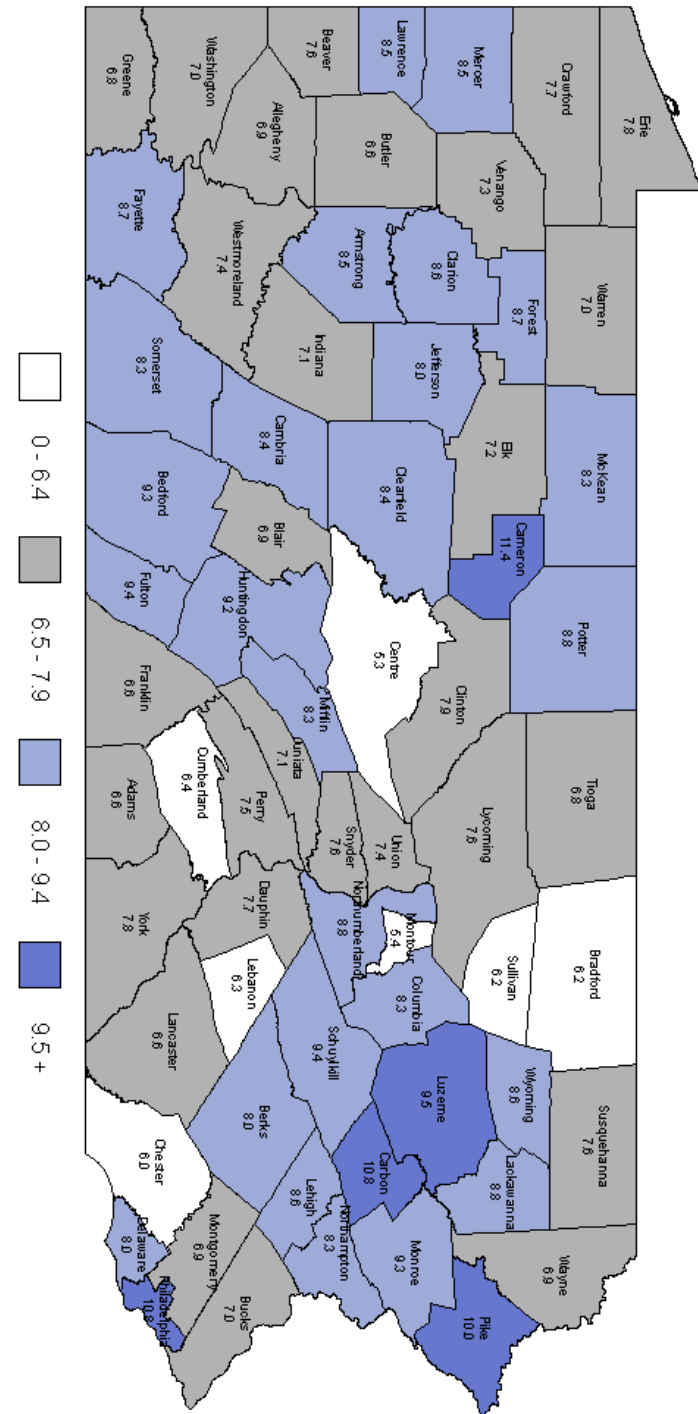 Erie
7.8
Crawford
7.7
Warren
7.0
McKean
8.3
Potter
8.8
Tioga
6.8
Bradford
6.2
Susquehanna
7.6
Wayne
6.9
Mercer
8.5
Venango
7.3
Forest
8.7
Elk
7.2
Cameron
11.4
Clinton
7.9
Lycoming
7.6
Sullivan
6.2
Wyoming
8.6
Lackawanna
8.8
Pike
10.0
Lawrence
8.5
Butler
6.6
Clarion
8.6
Jefferson
8.0
Clearfield
8.4
Centre
5.3
Union
7.4
Montour
5.4
Columbia
8.3
Luzerne
9.5
Monroe
9.3
Beaver
7.6
Armstrong
8.5
Indiana
7.1
Cambria
8.4
Blair
6.9
Huntingdon
9.2
Mifflin
8.3
Juniata
7.1
Snyder
7.6
Northumberland
8.8
Schuylkill
9.4
Carbon
10.8
Northampton
8.3
Lehigh
8.6
Allegheny
6.9
Westmoreland
7.4
Perry
7.5
Dauphin
7.7
Lebanon
6.3
Berks
8.0
Bucks
7.0
Montgomery
6.9
Washington
7.0
Greene
6.8
Fayette
8.7
Somerset
8.3
Bedford
9.3
Fulton
9.4
Franklin
6.6
Cumberland
6.4
Adams
6.6
York
7.8
Lancaster
6.6
Chester
6.0
Delaware
8.0
Philadelphia
0 - 6.4
6.5 - 7.9
8.0 - 9.4
9.5 +